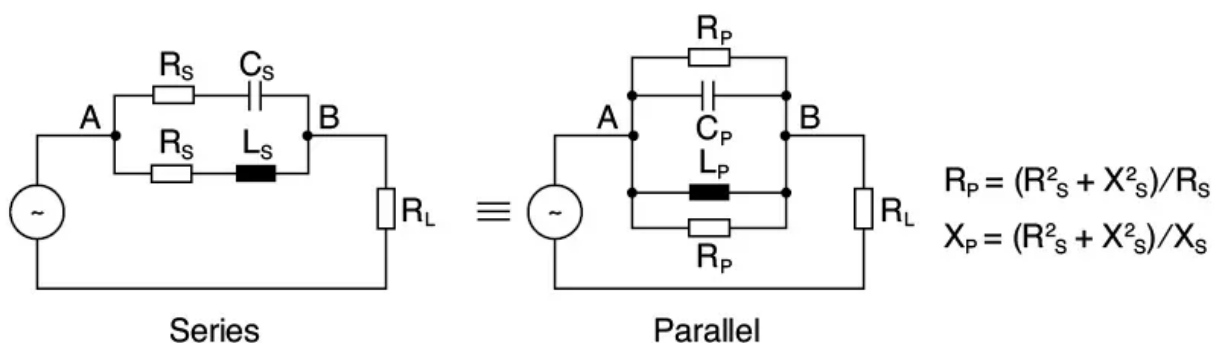 R_S C_S
A B
R_S L_S
~
R_L
Series
≡
R_P
A B
C_P
L_P
~
R_L
R_P
Parallel
R_P = (R²_S + X²_S)/R_S
X_P = (R²_S + X²_S)/X_S